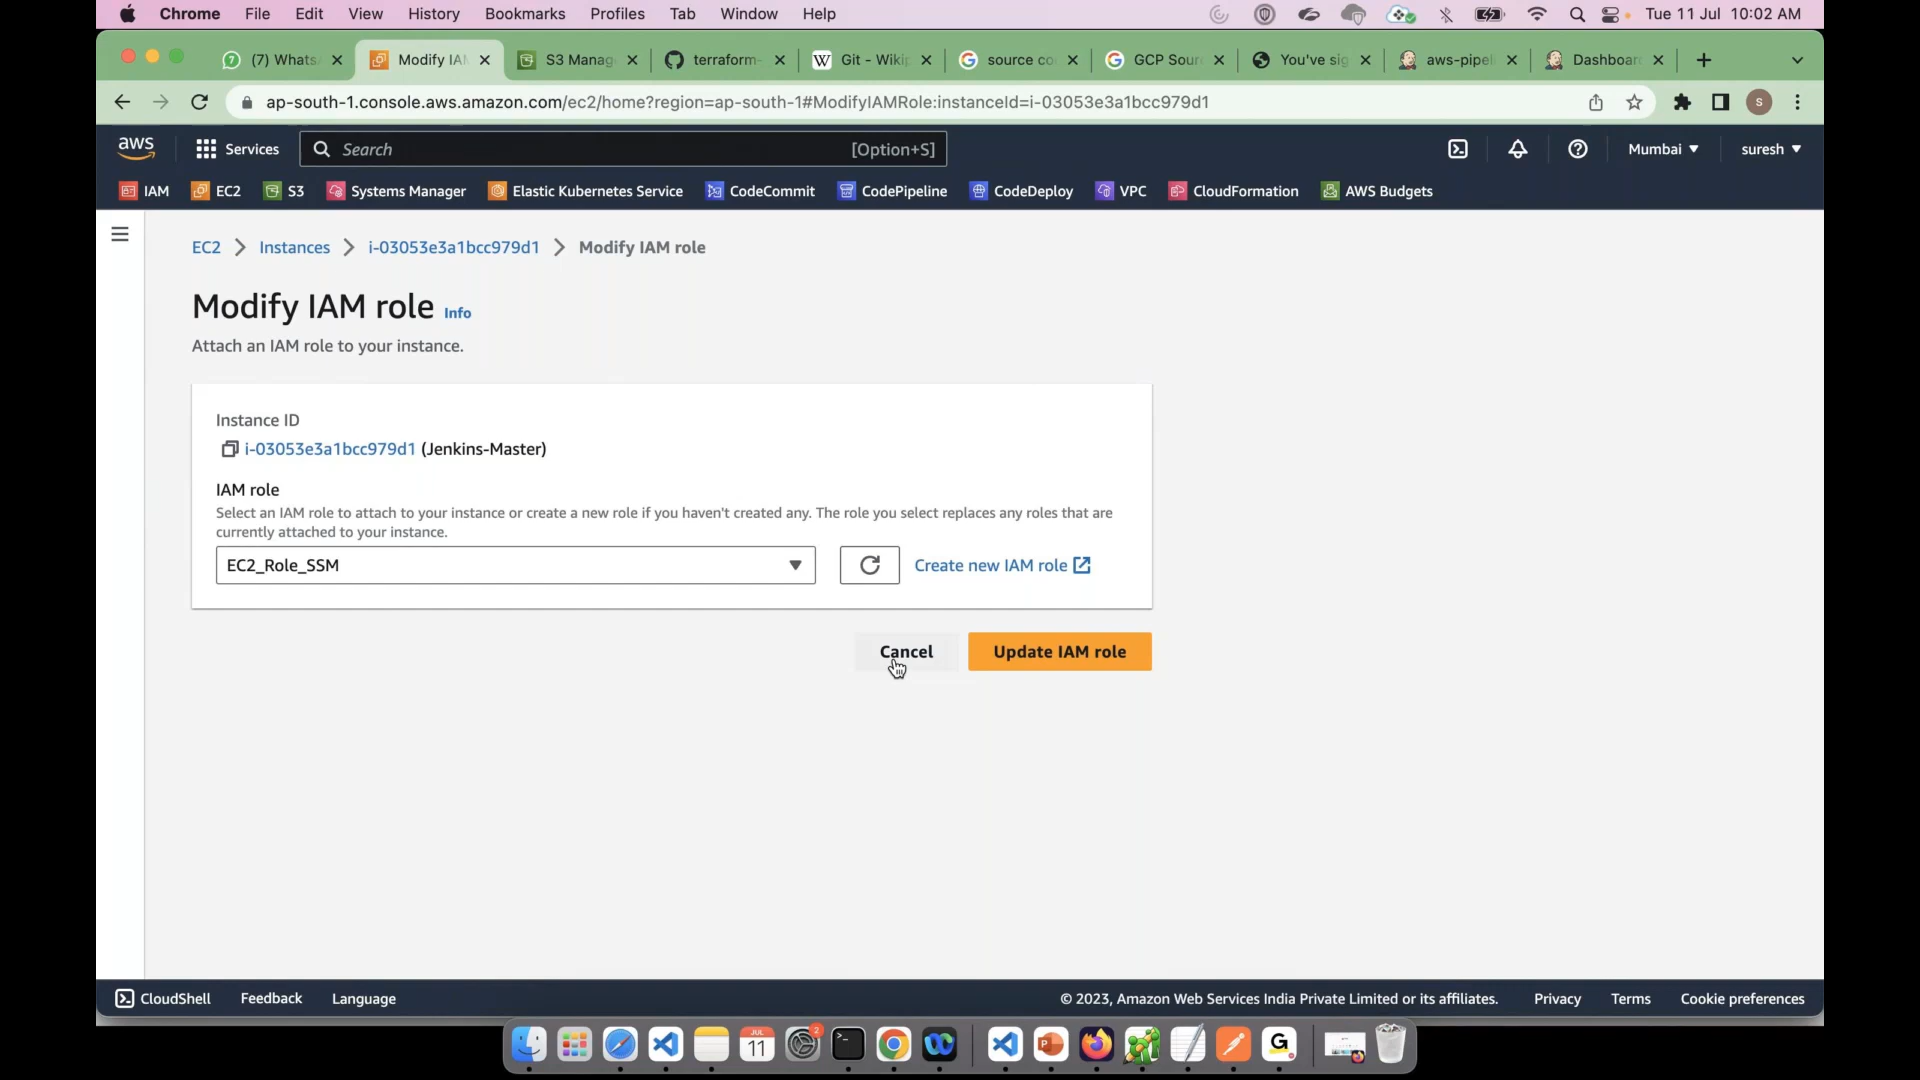 Chrome File Edit View History Bookmarks Profiles Tab Window Help Tue 11 Jul 10:02 AM
(7) Whats Modify IA S3 Manag terraform- Git - Wiki source co GCP Sour You've sig aws-pipel Dashboar
ap-south-1.console.aws.amazon.com/ec2/home?region=ap-south-1#ModifyIAMRole:instanceId=i-03053e3a1bcc979d1 s
aws Services Search [Option+S] Mumbai suresh
IAM EC2 S3 Systems Manager Elastic Kubernetes Service CodeCommit CodePipeline CodeDeploy VPC CloudFormation AWS Budgets
EC2 Instances i-03053e3a1bcc979d1 Modify IAM role
Modify IAM role Info
Attach an IAM role to your instance.
Instance ID
i-03053e3a1bcc979d1 (Jenkins-Master)
IAM role
Select an IAM role to attach to your instance or create a new role if you haven't created any. The role you select replaces any roles that are
currently attached to your instance.
EC2_Role_SSM Create new IAM role
Cancel Update IAM role
CloudShell Feedback Language © 2023, Amazon Web Services India Private Limited or its affiliates. Privacy Terms Cookie preferences
JUL
11
2
P
G